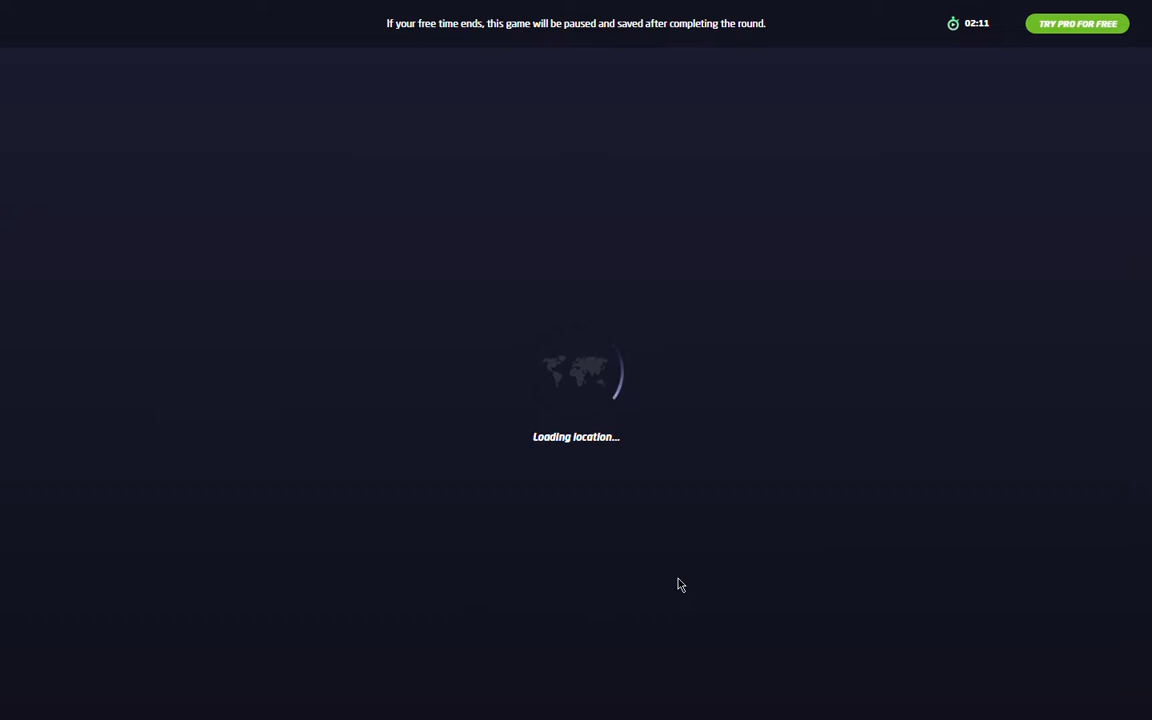 If your free time ends, this game will be paused and saved after completing the round.
02:11
TRY PRO FOR FREE
Loading location...